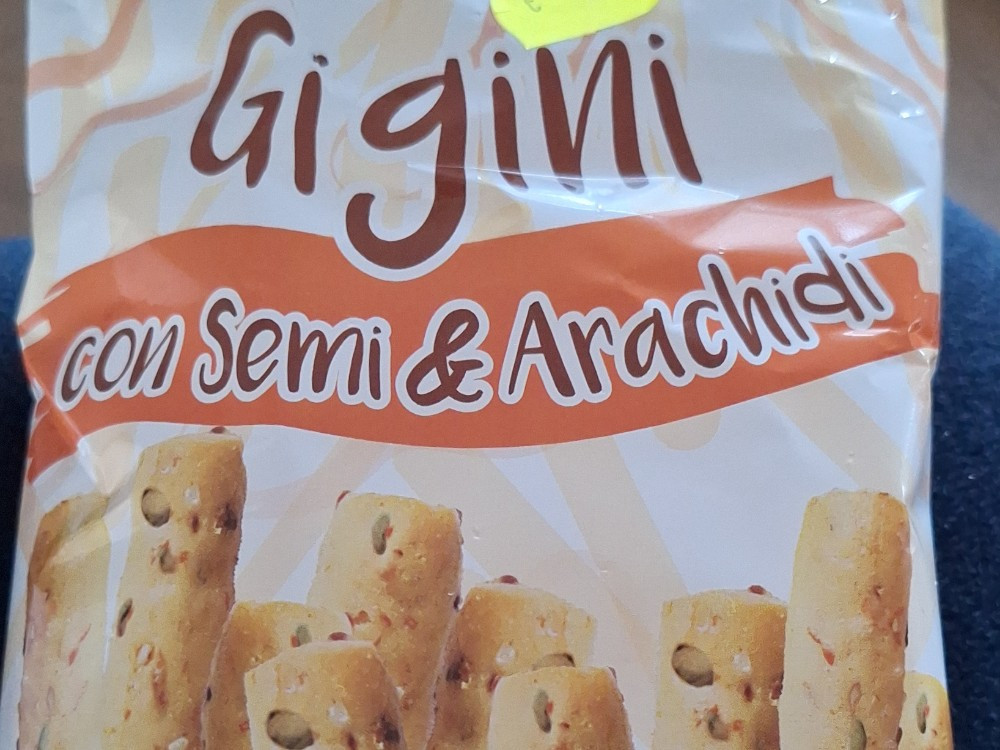 Gigini
con Semi & Arachidi